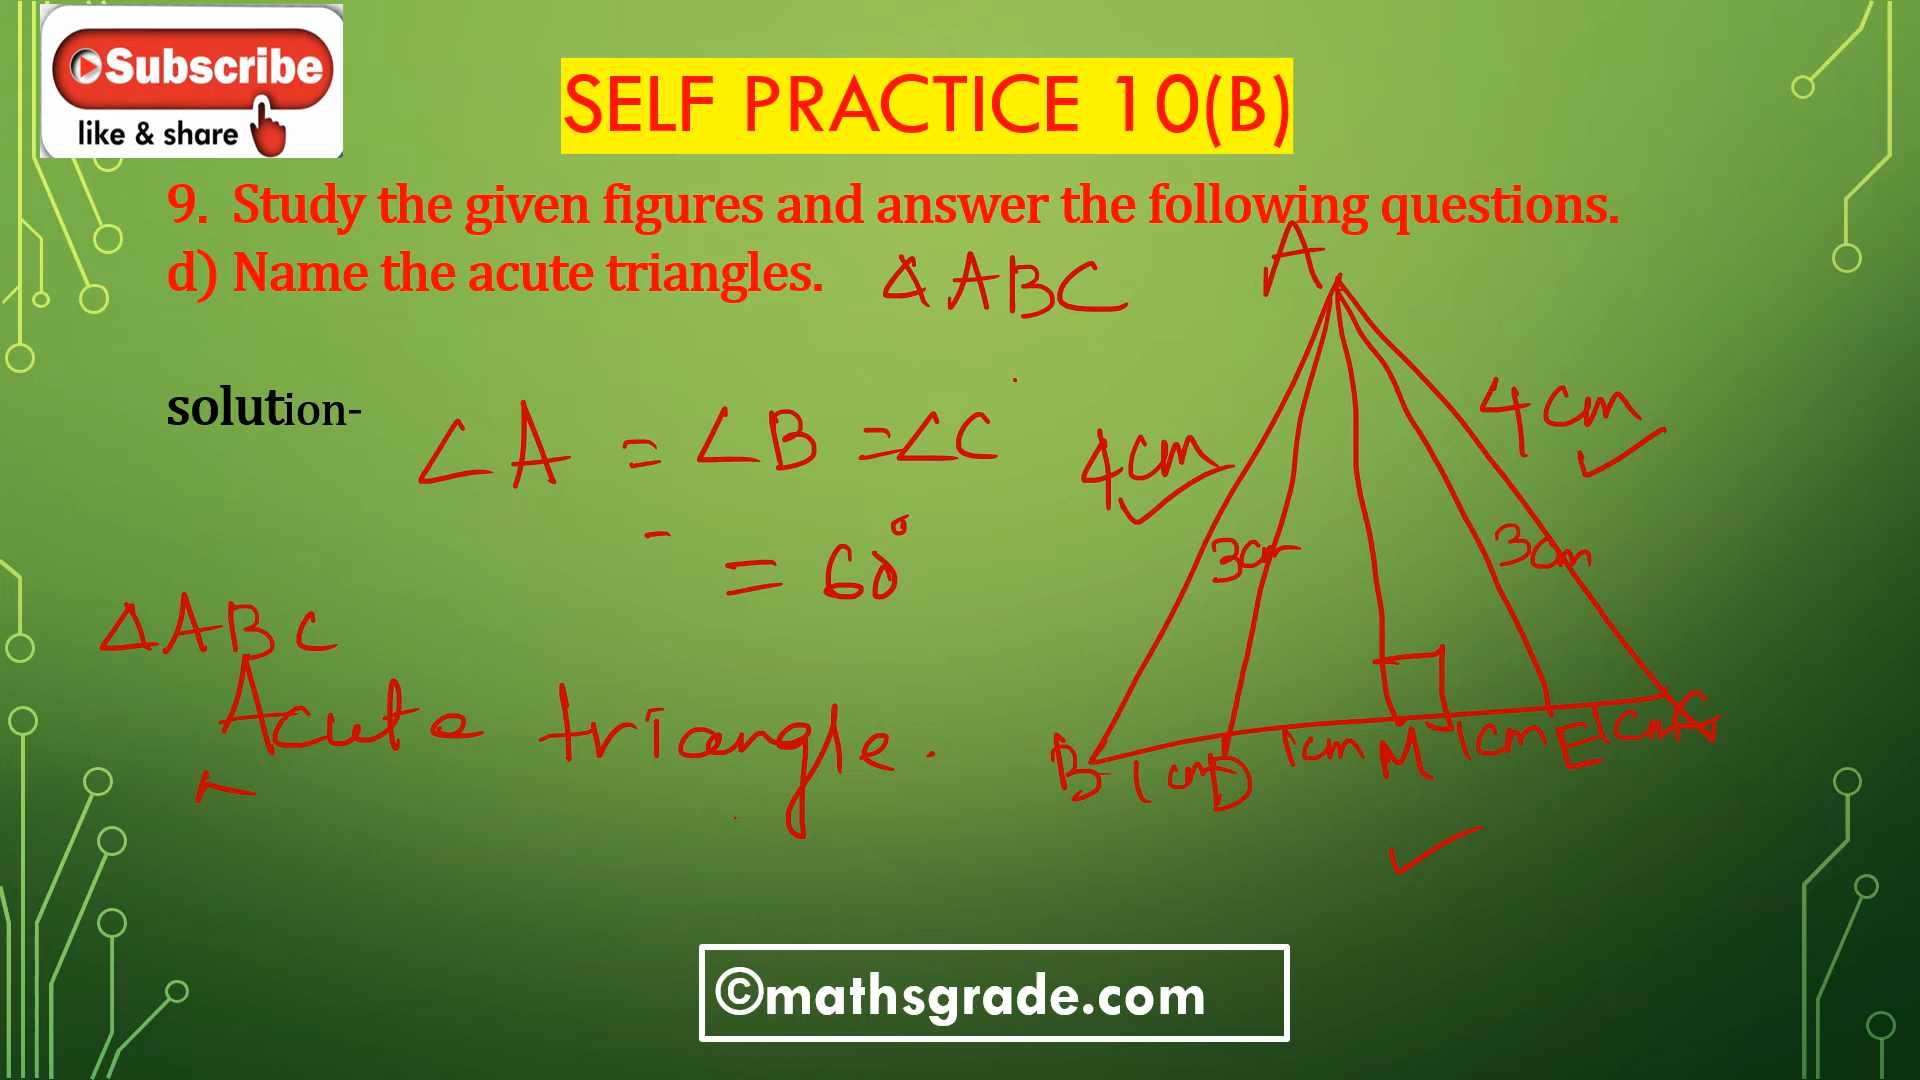 Subscribe
like & share
SELF PRACTICE 10(B)
9. Study the given figures and answer the following questions.
d) Name the acute triangles.
△ABC
A
solution-
∠A = ∠B = ∠C
= 60°
4cm
4cm
3cm
3cm
△ABC
Acute triangle.
B 1cm D 1cm M 1cm E 1cm C
©mathsgrade.com